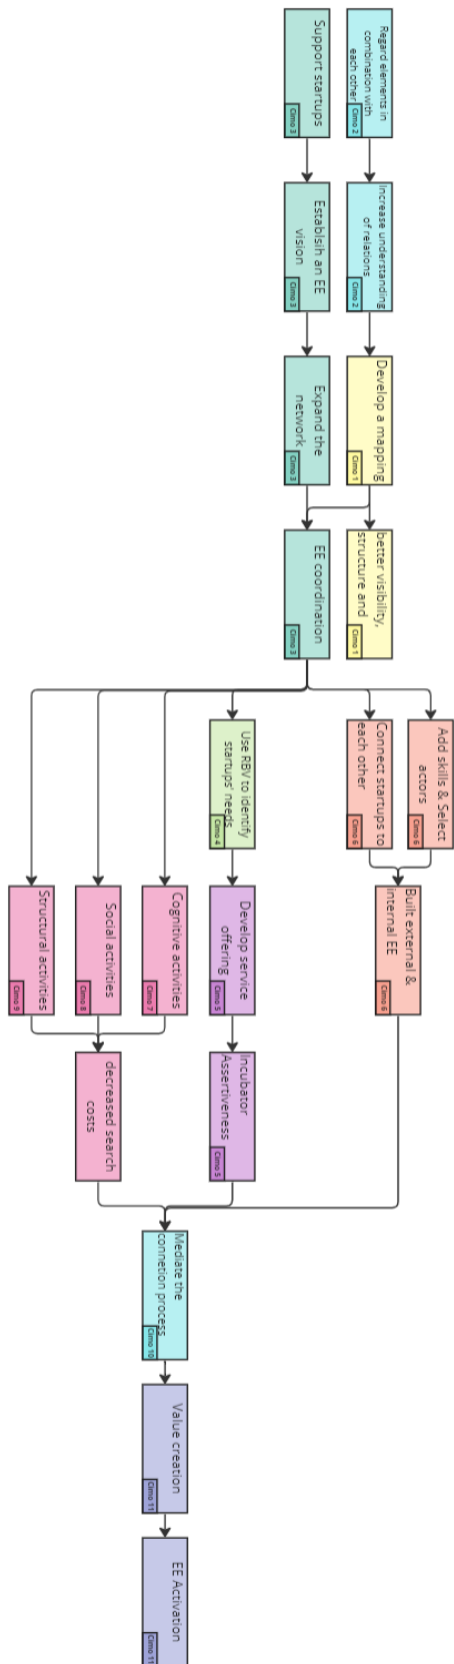 Regard elements in
combination with
each other
Cimo 2
Increase understanding
of relations
Cimo 2
Develop a mapping
Cimo 1
better visibility,
structure and
Cimo 1
Support startups
Cimo 3
Establsih an EE
vision
Cimo 3
Expand the
network
Cimo 3
EE coordination
Cimo 3
Add skills & Select
actors
Cimo 6
Connect startups to
each other
Cimo 6
Built external &
internal EE
Cimo 6
Use RBV to identify
startups' needs
Cimo 4
Develop service
offering
Cimo 5
Incubator
Assertiveness
Cimo 5
Cognitive activities
Cimo 7
Social activities
Cimo 8
Structural activities
Cimo 9
decreased search
costs
Mediate the
connetion process
Cimo 10
Value creation
Cimo 11
EE Activation
Cimo 11